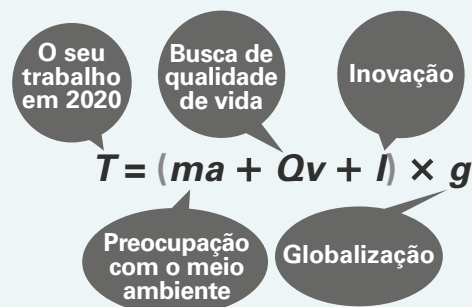 O seu
trabalho
em 2020
Busca de
qualidade
de vida
Inovação
T = (ma + Qv + I) × g
Preocupação
com o meio
ambiente
Globalização